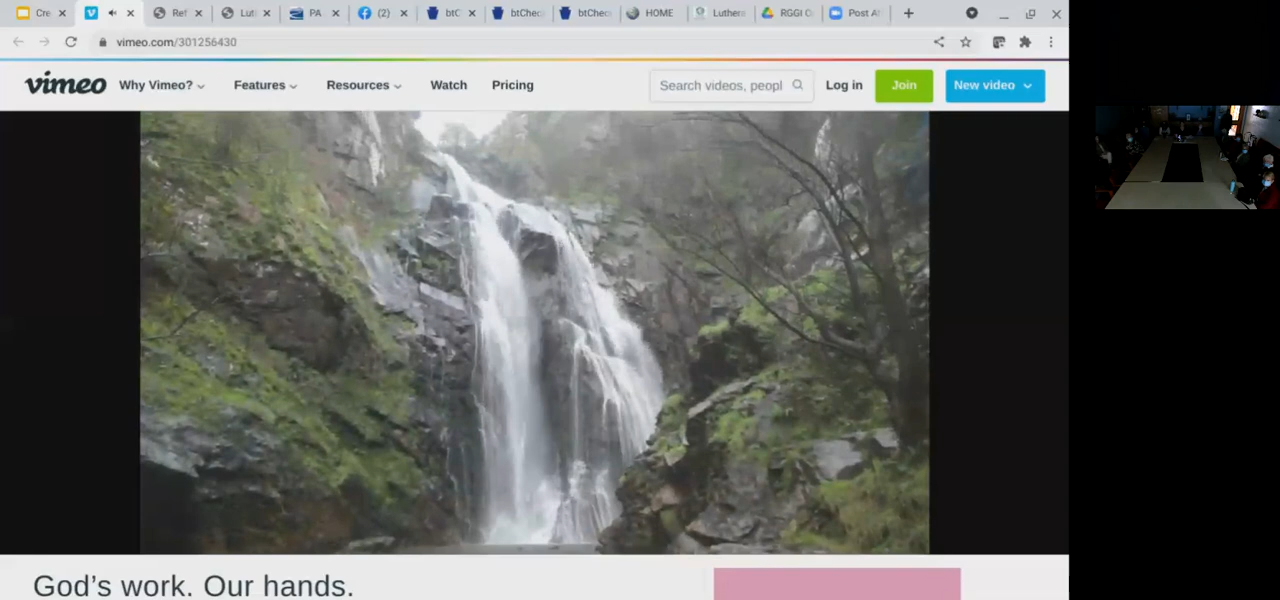 Cre
Ref
Lut
PA
(2)
btC
btChec
btChec
HOME
Luthera
RGGI C
Post A
vimeo.com/301256430
vimeo
Why Vimeo?
Features
Resources
Watch
Pricing
Search videos, peopl
Log in
Join
New video
God's work. Our hands.